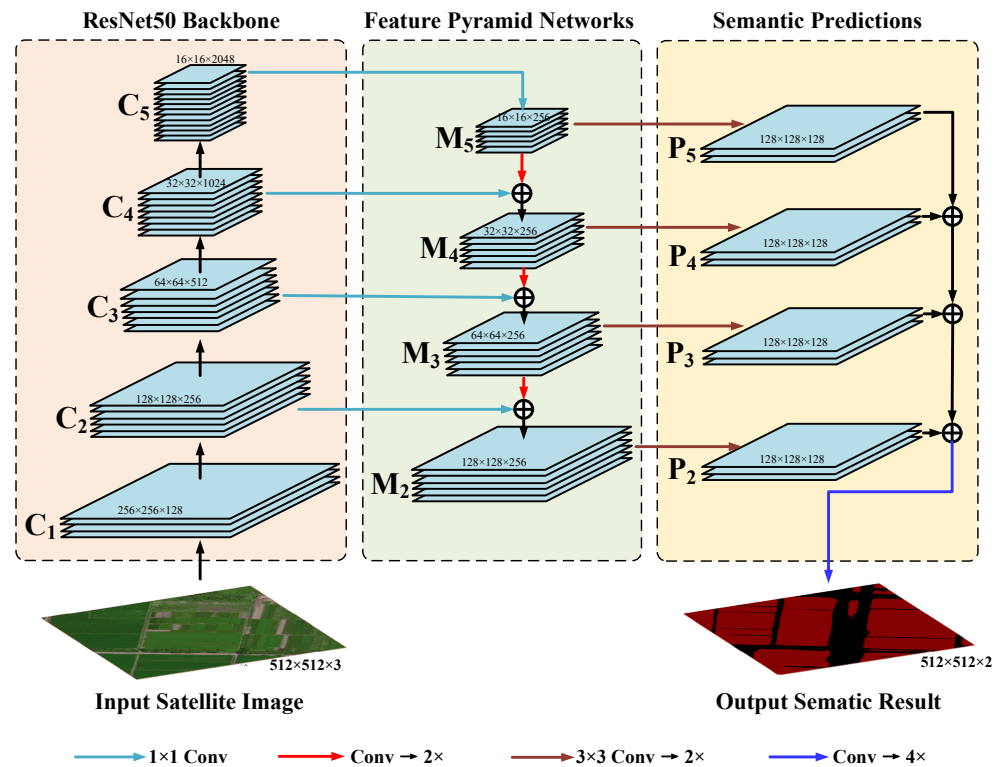 ResNet50 Backbone
Feature Pyramid Networks
Semantic Predictions
16×16×2048
C5
16×16×256
M5
128×128×128
P5
32×32×1024
C4
32×32×256
M4
128×128×128
P4
64×64×512
C3
64×64×256
M3
128×128×128
P3
128×128×256
C2
128×128×256
M2
128×128×128
P2
256×256×128
C1
512×512×3
512×512×2
Input Satellite Image
Output Sematic Result
1×1 Conv
Conv → 2×
3×3 Conv → 2×
Conv → 4×